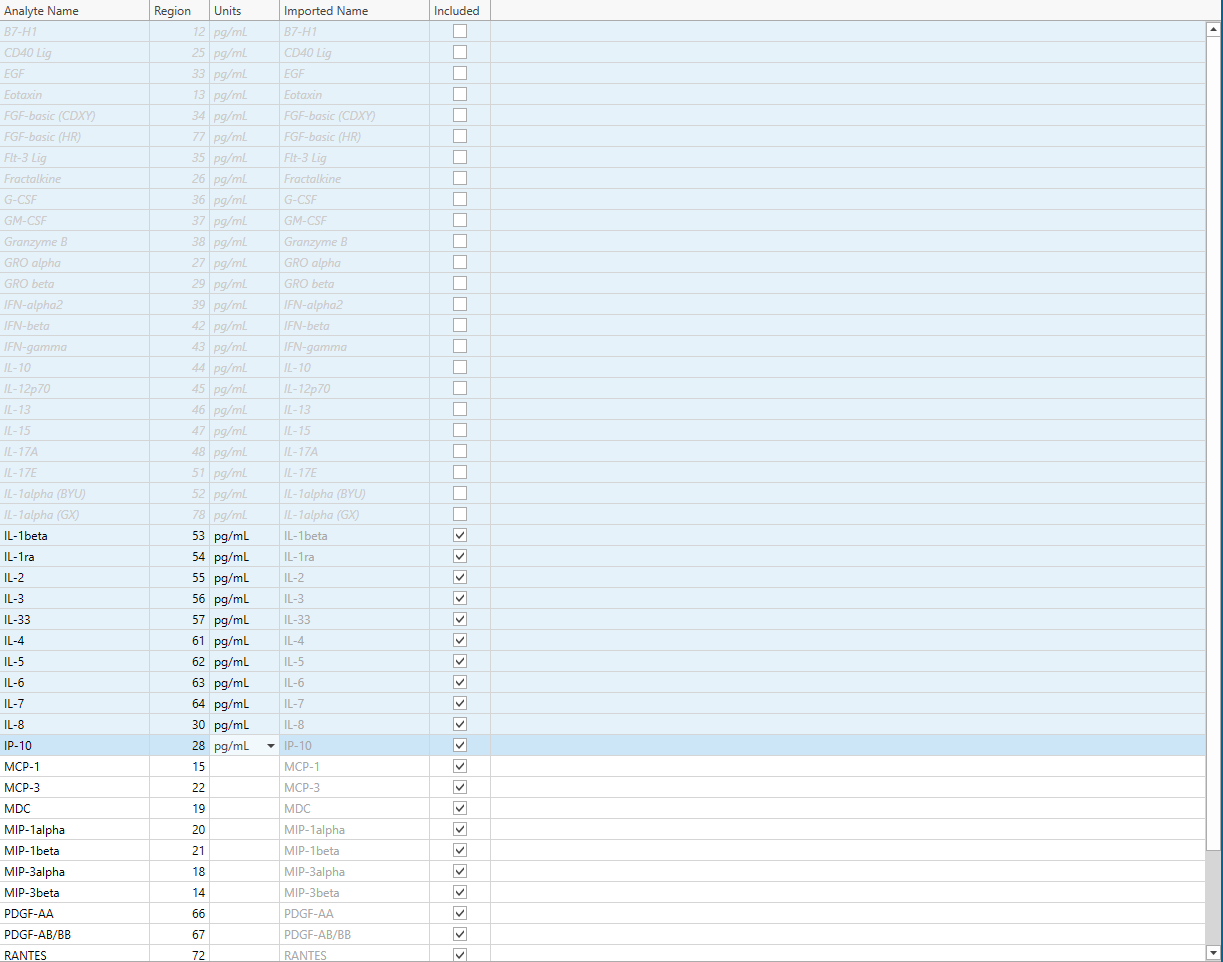 Analyte Name Region Units Imported Name Included
B7-H1 12 pg/mL B7-H1
CD40 Lig 25 pg/mL CD40 Lig
EGF 33 pg/mL EGF
Eotaxin 13 pg/mL Eotaxin
FGF-basic (CDXY) 34 pg/mL FGF-basic (CDXY)
FGF-basic (HR) 77 pg/mL FGF-basic (HR)
Flt-3 Lig 35 pg/mL Flt-3 Lig
Fractalkine 26 pg/mL Fractalkine
G-CSF 36 pg/mL G-CSF
GM-CSF 37 pg/mL GM-CSF
Granzyme B 38 pg/mL Granzyme B
GRO alpha 27 pg/mL GRO alpha
GRO beta 29 pg/mL GRO beta
IFN-alpha2 39 pg/mL IFN-alpha2
IFN-beta 42 pg/mL IFN-beta
IFN-gamma 43 pg/mL IFN-gamma
IL-10 44 pg/mL IL-10
IL-12p70 45 pg/mL IL-12p70
IL-13 46 pg/mL IL-13
IL-15 47 pg/mL IL-15
IL-17A 48 pg/mL IL-17A
IL-17E 51 pg/mL IL-17E
IL-1alpha (BYU) 52 pg/mL IL-1alpha (BYU)
IL-1alpha (GX) 78 pg/mL IL-1alpha (GX)
IL-1beta 53 pg/mL IL-1beta
IL-1ra 54 pg/mL IL-1ra
IL-2 55 pg/mL IL-2
IL-3 56 pg/mL IL-3
IL-33 57 pg/mL IL-33
IL-4 61 pg/mL IL-4
IL-5 62 pg/mL IL-5
IL-6 63 pg/mL IL-6
IL-7 64 pg/mL IL-7
IL-8 30 pg/mL IL-8
IP-10 28 pg/mL IP-10
MCP-1 15 MCP-1
MCP-3 22 MCP-3
MDC 19 MDC
MIP-1alpha 20 MIP-1alpha
MIP-1beta 21 MIP-1beta
MIP-3alpha 18 MIP-3alpha
MIP-3beta 14 MIP-3beta
PDGF-AA 66 PDGF-AA
PDGF-AB/BB 67 PDGF-AB/BB
RANTES 72 RANTES